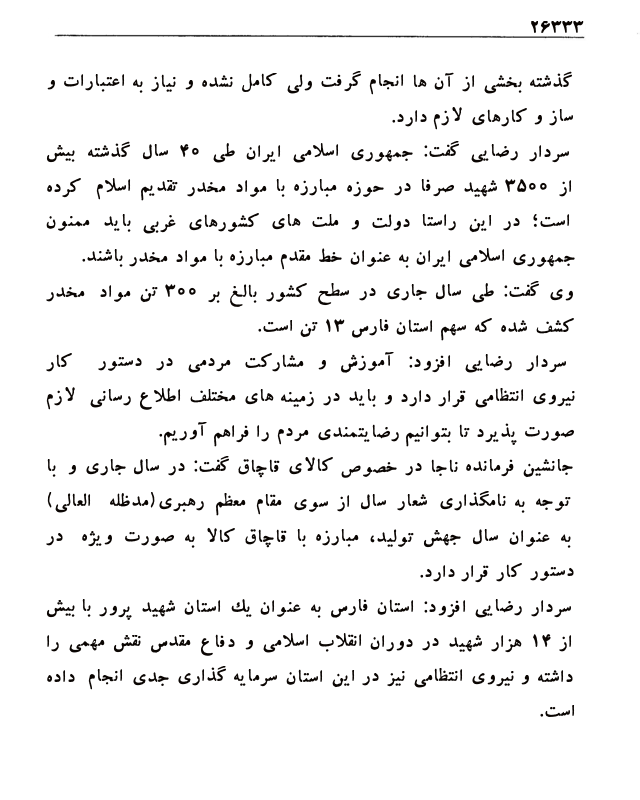 ۲۶۳۳۳
گذشته بخشی از آن ها انجام گرفت ولی کامل نشده و نیاز به اعتبارات و
ساز و کارهای لازم دارد.
سردار رضایی گفت: جمهوری اسلامی ایران طی ۴۰ سال گذشته بیش
از ۳۵۰۰ شهید صرفا در حوزه مبارزه با مواد مخدر تقدیم اسلام کرده
است؛ در این راستا دولت و ملت های کشورهای غربی باید ممنون
جمهوری اسلامی ایران به عنوان خط مقدم مبارزه با مواد مخدر باشند.
وی گفت: طی سال جاری در سطح کشور بالغ بر ۳۰۰ تن مواد مخدر
کشف شده که سهم استان فارس ۱۳ تن است.
سردار رضایی افزود: آموزش و مشارکت مردمی در دستور کار
نیروی انتظامی قرار دارد و باید در زمینه های مختلف اطلاع رسانی لازم
صورت پذیرد تا بتوانیم رضایتمندی مردم را فراهم آوریم.
جانشین فرمانده ناجا در خصوص کالای قاچاق گفت: در سال جاری و با
توجه به نامگذاری شعار سال از سوی مقام معظم رهبری(مدظله العالی)
به عنوان سال جهش تولید، مبارزه با قاچاق کالا به صورت ویژه در
دستور کار قرار دارد.
سردار رضایی افزود: استان فارس به عنوان یك استان شهید پرور با بیش
از ۱۴ هزار شهید در دوران انقلاب اسلامی و دفاع مقدس نقش مهمی را
داشته و نیروی انتظامی نیز در این استان سرمایه گذاری جدی انجام داده
است.